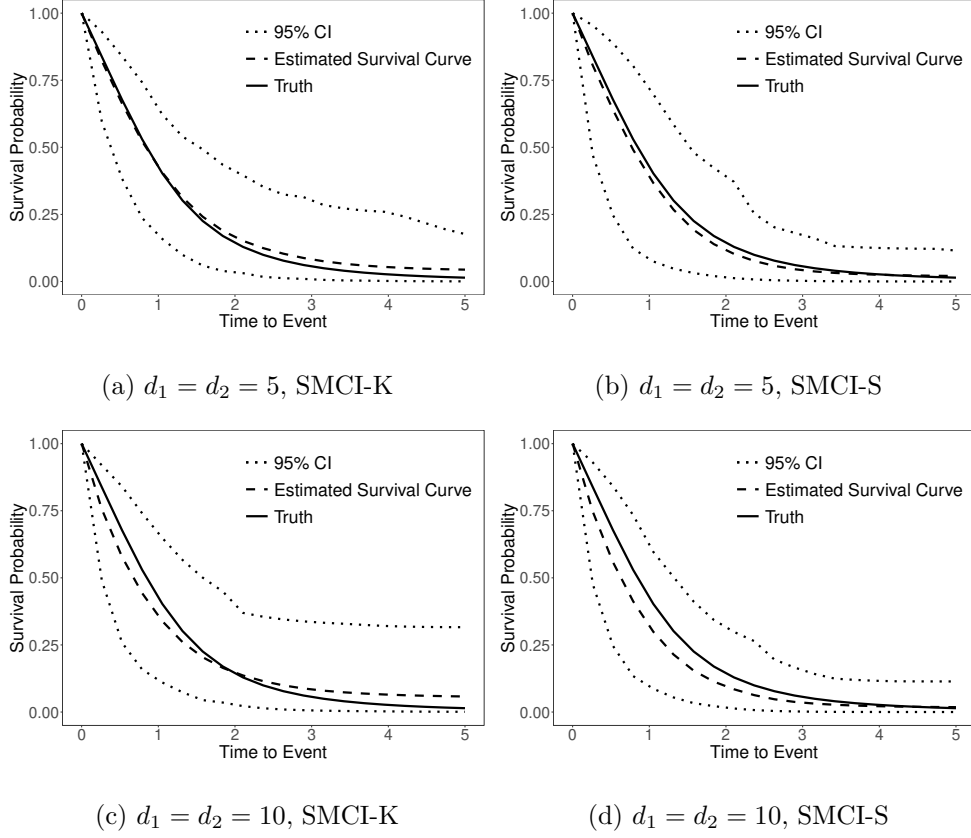 1.00
0.75
0.50
0.25
0.00
Survival Probability
0 1 2 3 4 5
Time to Event
95% CI
Estimated Survival Curve
Truth
(a) d₁ = d₂ = 5, SMCI-K
1.00
0.75
0.50
0.25
0.00
Survival Probability
0 1 2 3 4 5
Time to Event
95% CI
Estimated Survival Curve
Truth
(b) d₁ = d₂ = 5, SMCI-S
1.00
0.75
0.50
0.25
0.00
Survival Probability
0 1 2 3 4 5
Time to Event
95% CI
Estimated Survival Curve
Truth
(c) d₁ = d₂ = 10, SMCI-K
1.00
0.75
0.50
0.25
0.00
Survival Probability
0 1 2 3 4 5
Time to Event
95% CI
Estimated Survival Curve
Truth
(d) d₁ = d₂ = 10, SMCI-S